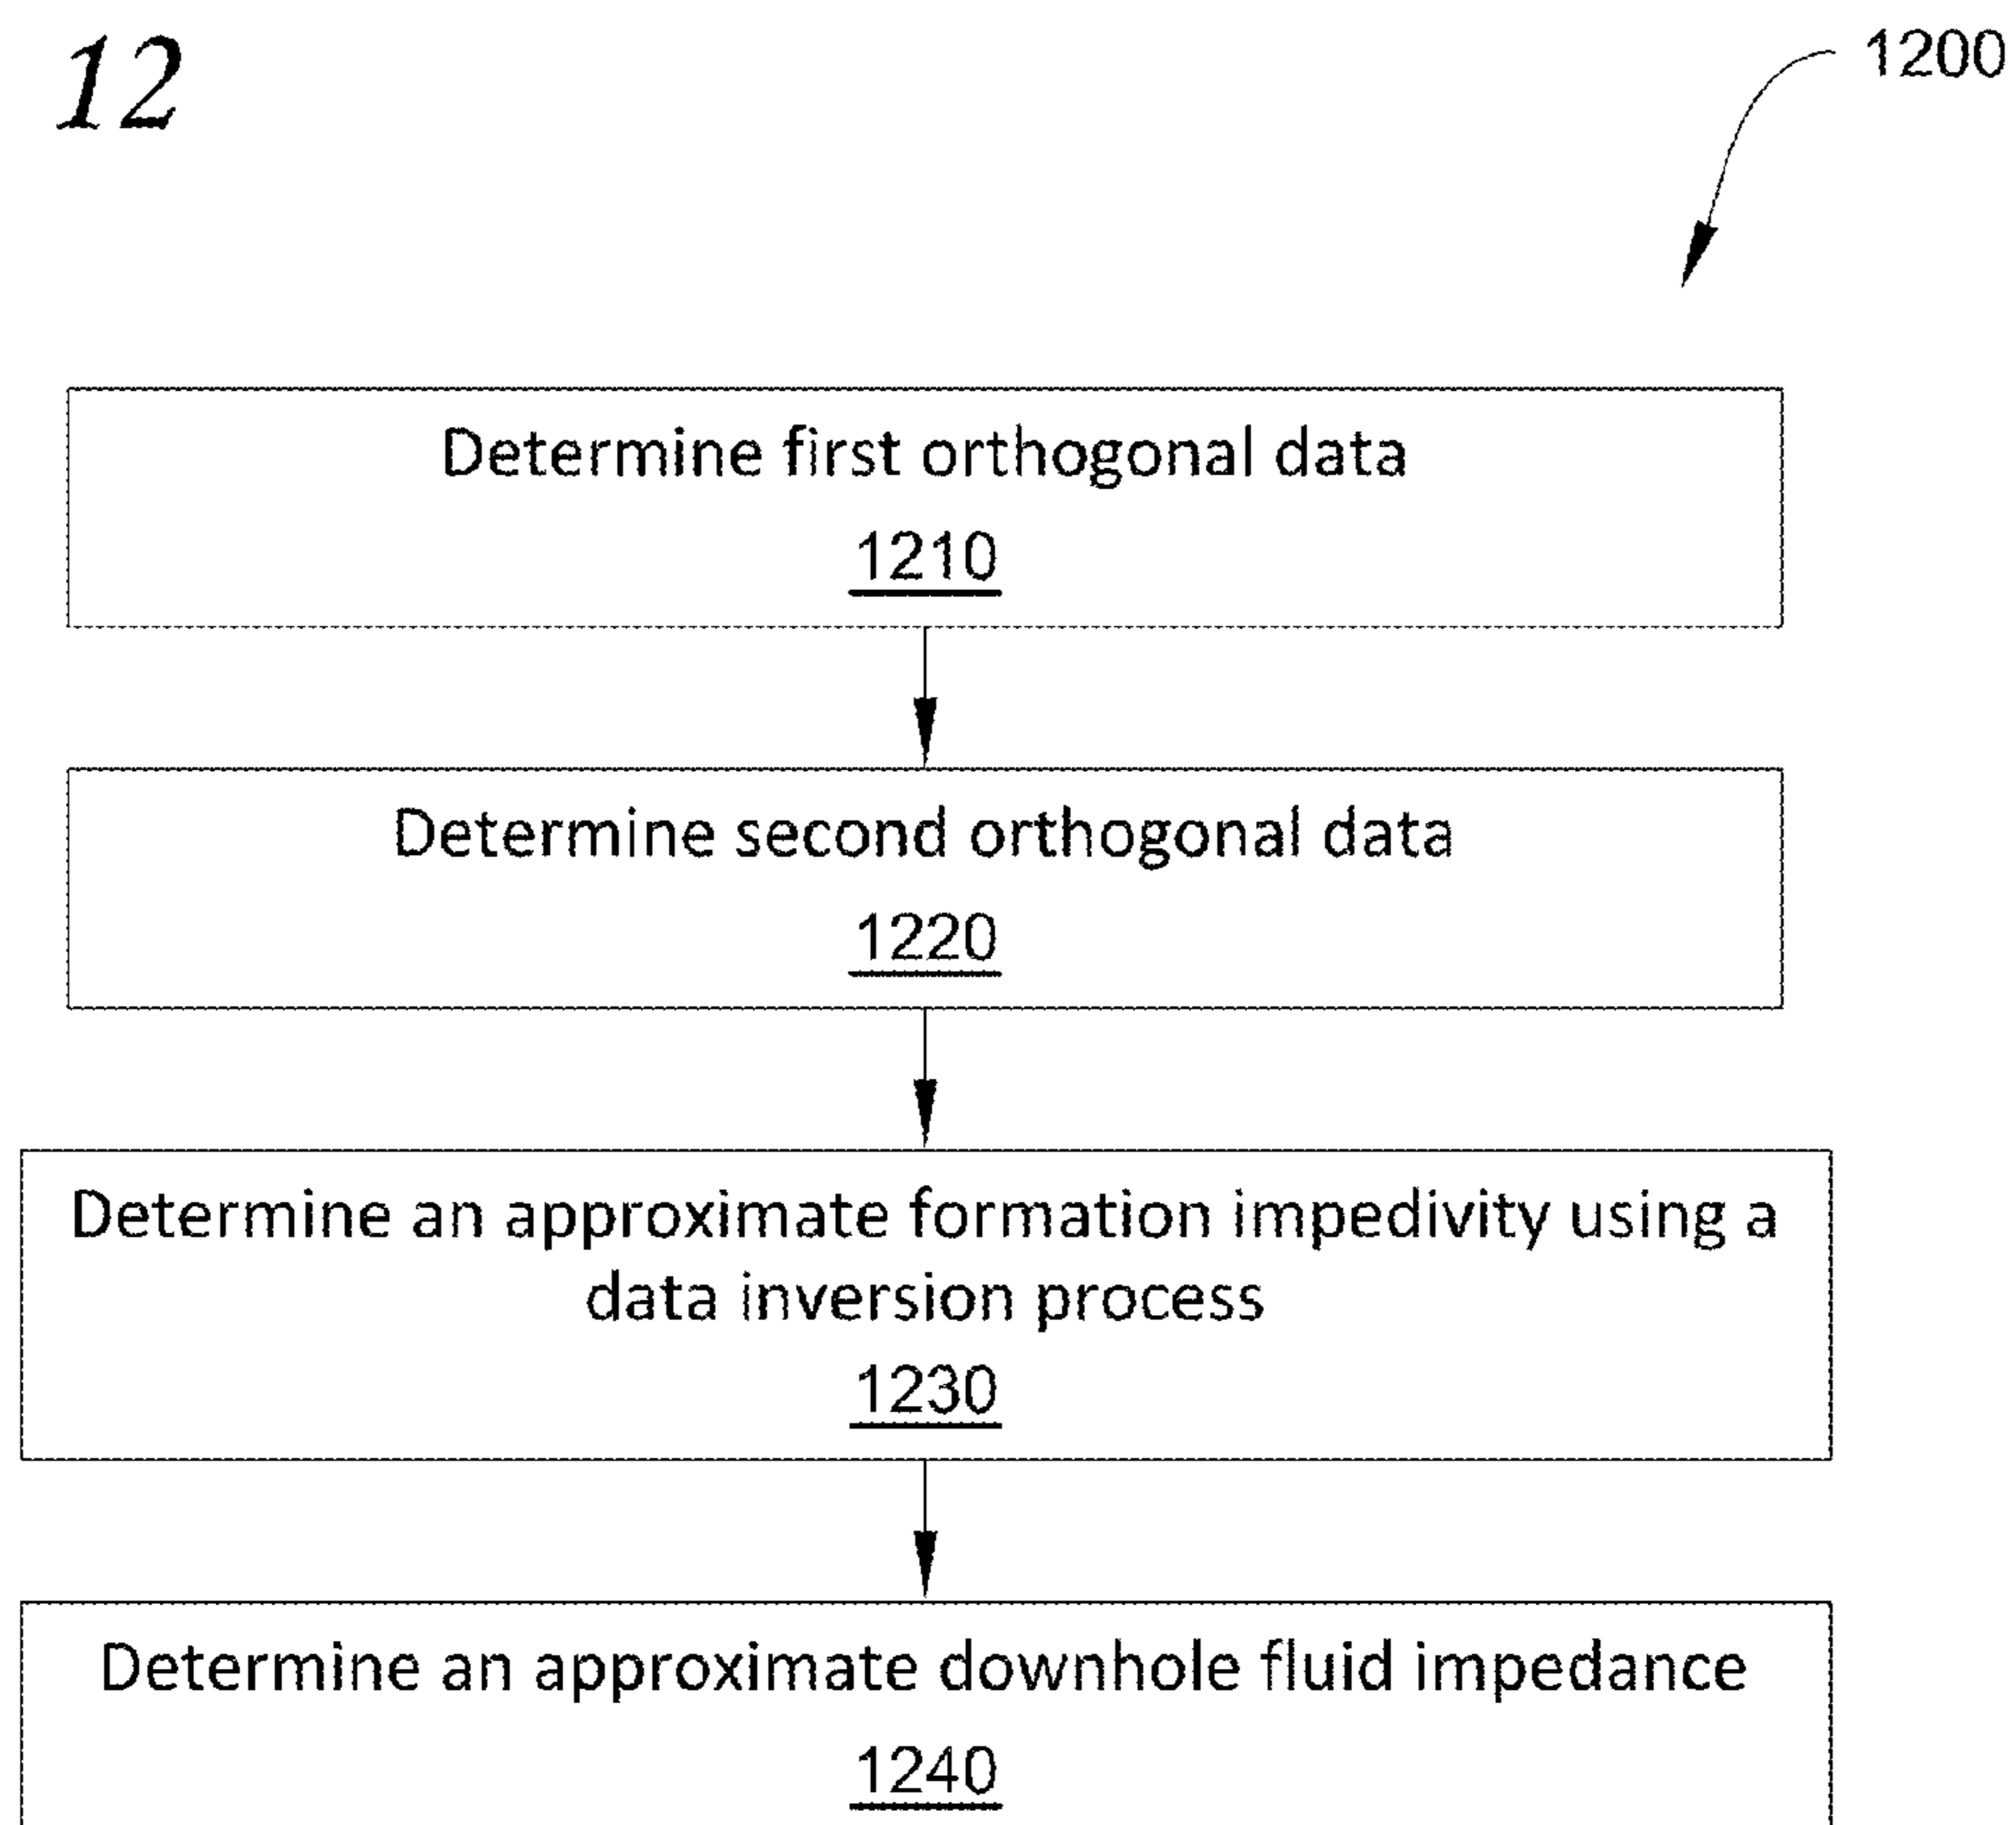 12
1200
Determine first orthogonal data
1210
Determine second orthogonal data
1220
Determine an approximate formation impedivity using a
data inversion process
1230
Determine an approximate downhole fluid impedance
1240